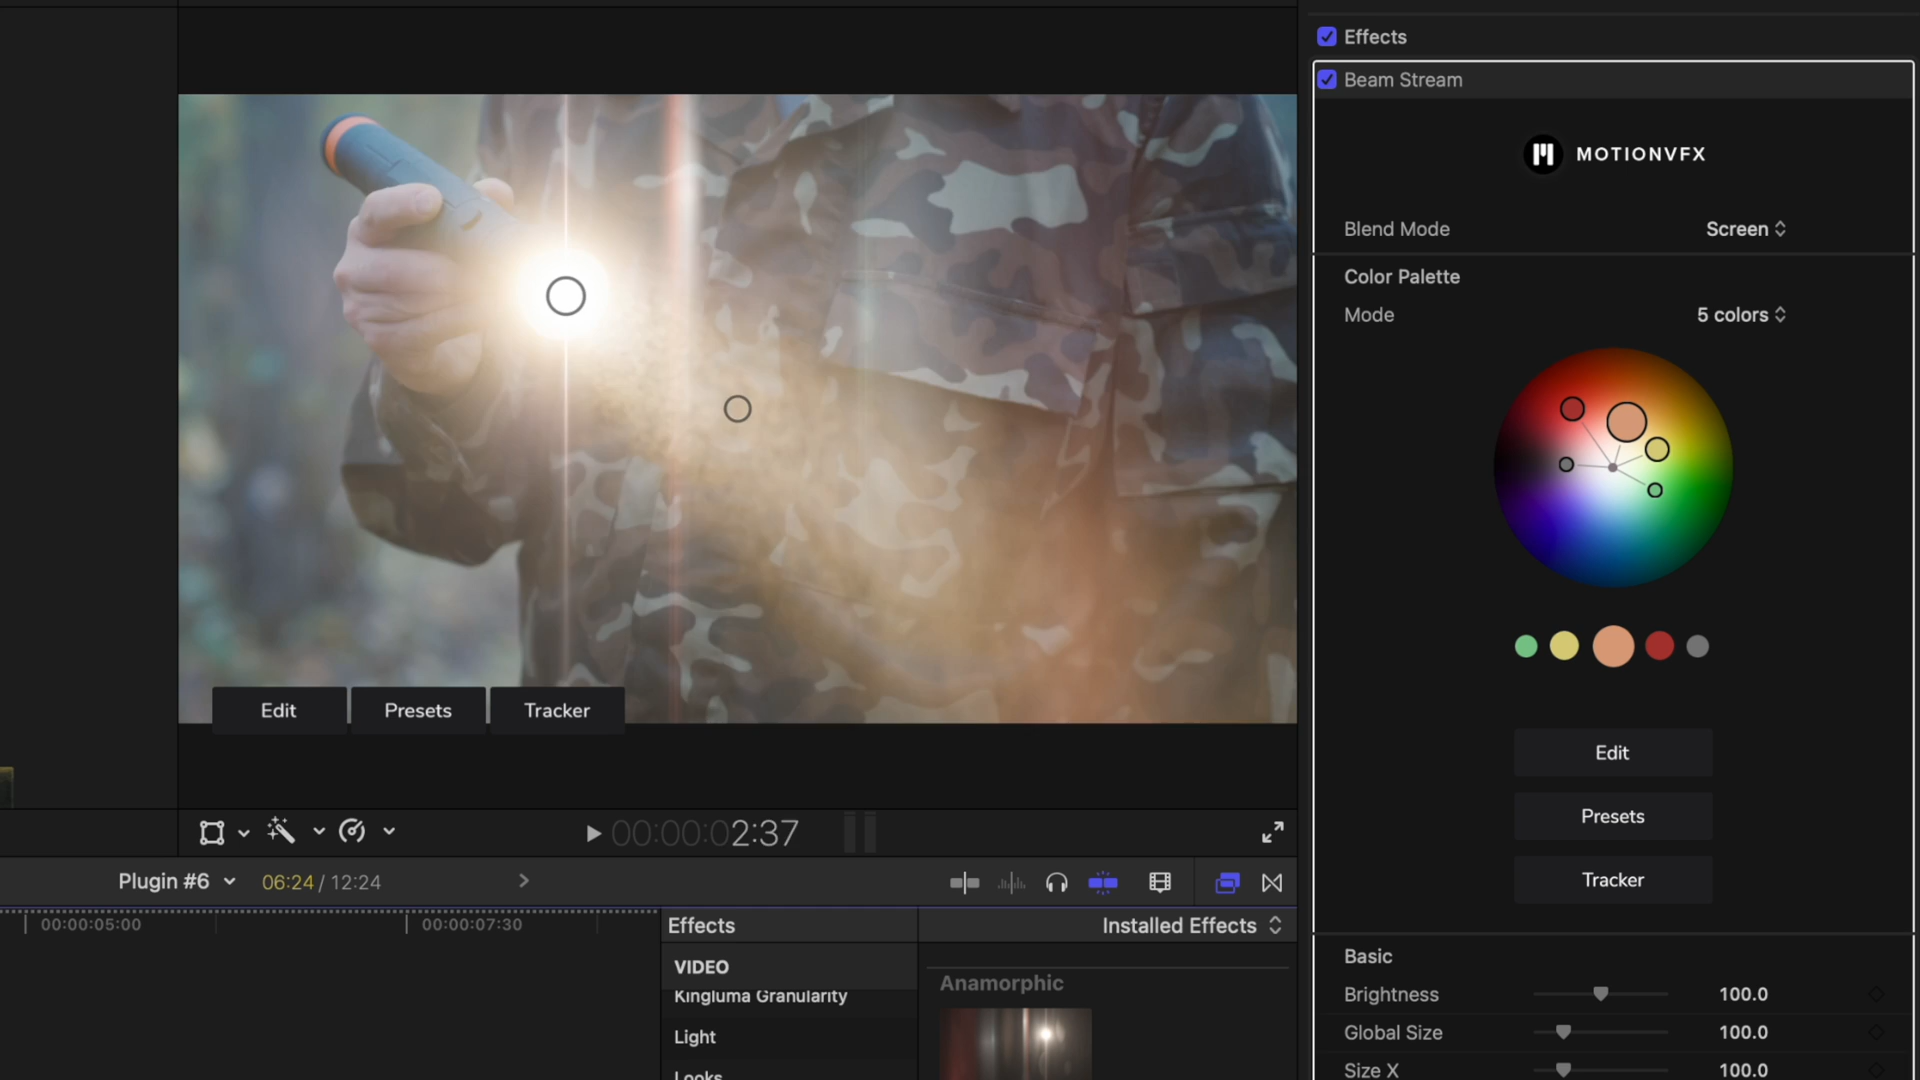 Effects
Beam Stream
MOTIONVFX
Blend Mode
Screen
Color Palette
Mode
5 colors
Edit
Presets
Tracker
Edit
Presets
Tracker
00:00:02:37
Plugin #6
06:24 / 12:24
00:00:05:00
00:00:07:30
Effects
Installed Effects
VIDEO
Kingluma Granularity
Light
Looks
Anamorphic
Basic
Brightness
100.0
Global Size
100.0
Size X
100.0